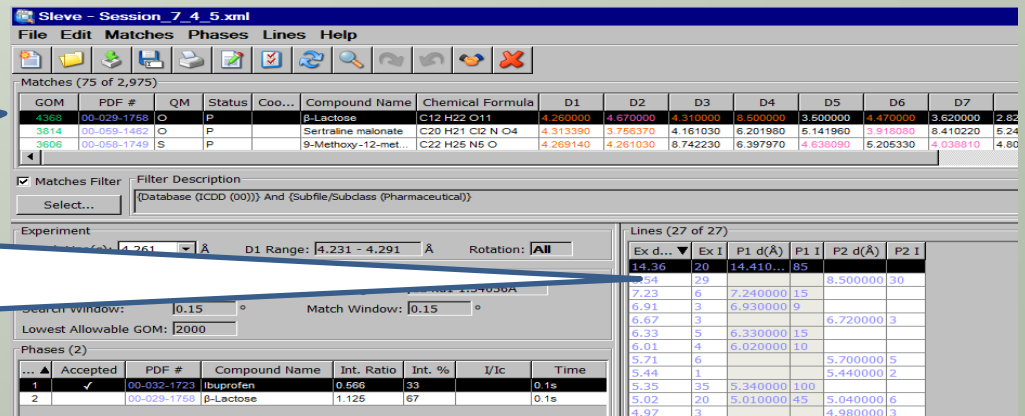 Sleve - Session_7_4_5.xml
File Edit Matches Phases Lines Help
Matches (75 of 2,975)
GOM PDF # QM Status Coo... Compound Name Chemical Formula D1 D2 D3 D4 D5 D6 D7
4368 00-029-1758 O P β-Lactose C12 H22 O11 4.260000 4.670000 4.310000 8.500000 3.500000 4.470000 3.620000 2.82
3814 00-059-1462 O P Sertraline malonate C20 H21 Cl2 N O4 4.313390 3.756370 4.161030 6.201980 5.141960 3.918080 8.410220 5.24
3606 00-058-1749 S P 9-Methoxy-12-met... C22 H25 N5 O 4.269140 4.261030 8.742230 6.397970 4.638090 5.205330 4.038810 4.80
Matches Filter Filter Description
Select... {Database (ICDD (00))} And {Subfile/Subclass (Pharmaceutical)}
Experiment
4.261 Å D1 Range: 4.231 - 4.291 Å Rotation: All
Search Window: 0.15 ° Match Window: 0.15 °
Lowest Allowable GOM: 2000
Phases (2)
... Accepted PDF # Compound Name Int. Ratio Int. % I/Ic Time
1 ✓ 00-032-1723 Ibuprofen 0.566 33 0.1s
2 00-029-1758 β-Lactose 1.125 67 0.1s
Lines (27 of 27)
Ex d... Ex I P1 d(Å) P1 I P2 d(Å) P2 I
14.36 20 14.410... 85
29 8.500000 30
7.23 6 7.240000 15
6.91 3 6.930000 9
6.67 3 6.720000 3
6.33 5 6.330000 15
6.01 4 6.020000 10
5.71 6 5.700000 5
5.44 1 5.440000 2
5.35 35 5.340000 100
5.02 20 5.010000 45 5.040000 6
4.97 3 4.980000 3